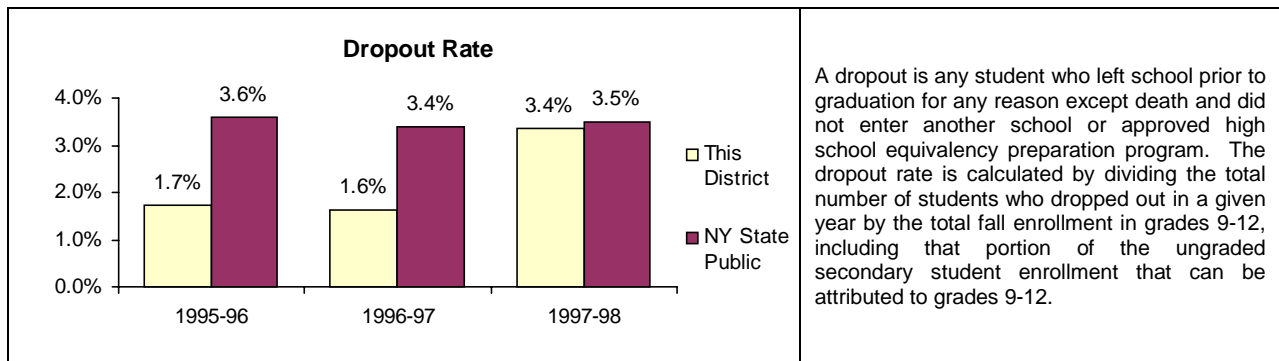 Dropout Rate
4.0%
3.0%
2.0%
1.0%
0.0%
1.7%
3.6%
1.6%
3.4%
3.4%
3.5%
1995-96
1996-97
1997-98
This
District
NY State
Public
A dropout is any student who left school prior to
graduation for any reason except death and did
not enter another school or approved high
school equivalency preparation program. The
dropout rate is calculated by dividing the total
number of students who dropped out in a given
year by the total fall enrollment in grades 9-12,
including that portion of the ungraded
secondary student enrollment that can be
attributed to grades 9-12.